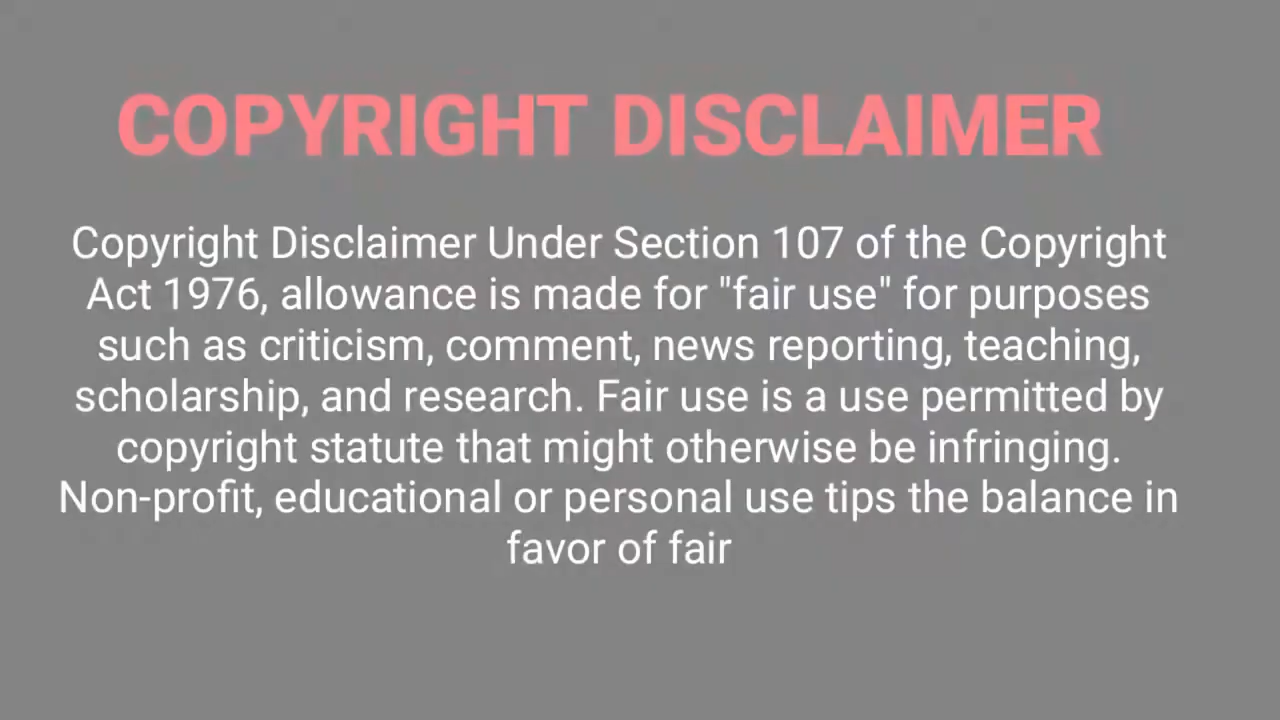 COPYRIGHT DISCLAIMER
Copyright Disclaimer Under Section 107 of the Copyright
Act 1976, allowance is made for "fair use" for purposes
such as criticism, comment, news reporting, teaching,
scholarship, and research. Fair use is a use permitted by
copyright statute that might otherwise be infringing.
Non-profit, educational or personal use tips the balance in
favor of fair